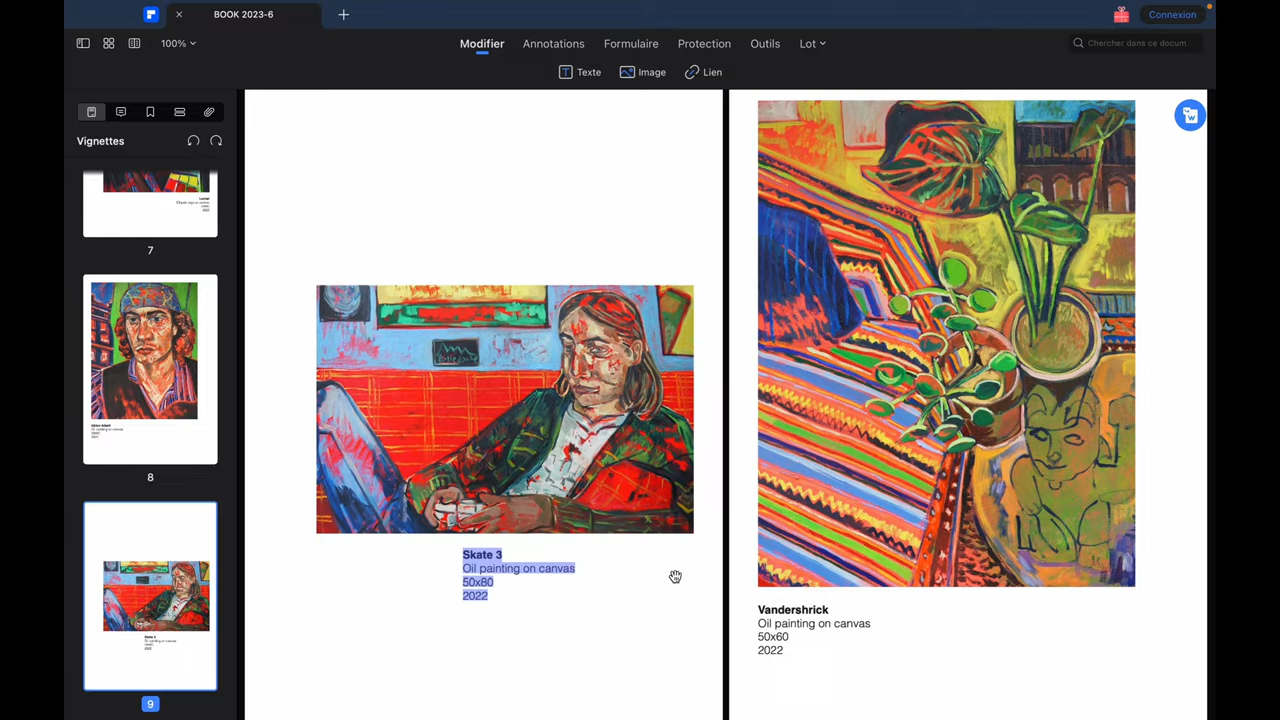 BOOK 2023-6
Connexion
100%
Modifier
Annotations
Formulaire
Protection
Outils
Lot
Chercher dans ce docum
Texte
Image
Lien
Vignettes
7
8
9
Skate 3
Oil painting on canvas
50x80
2022
Vandershrick
Oil painting on canvas
50x60
2022